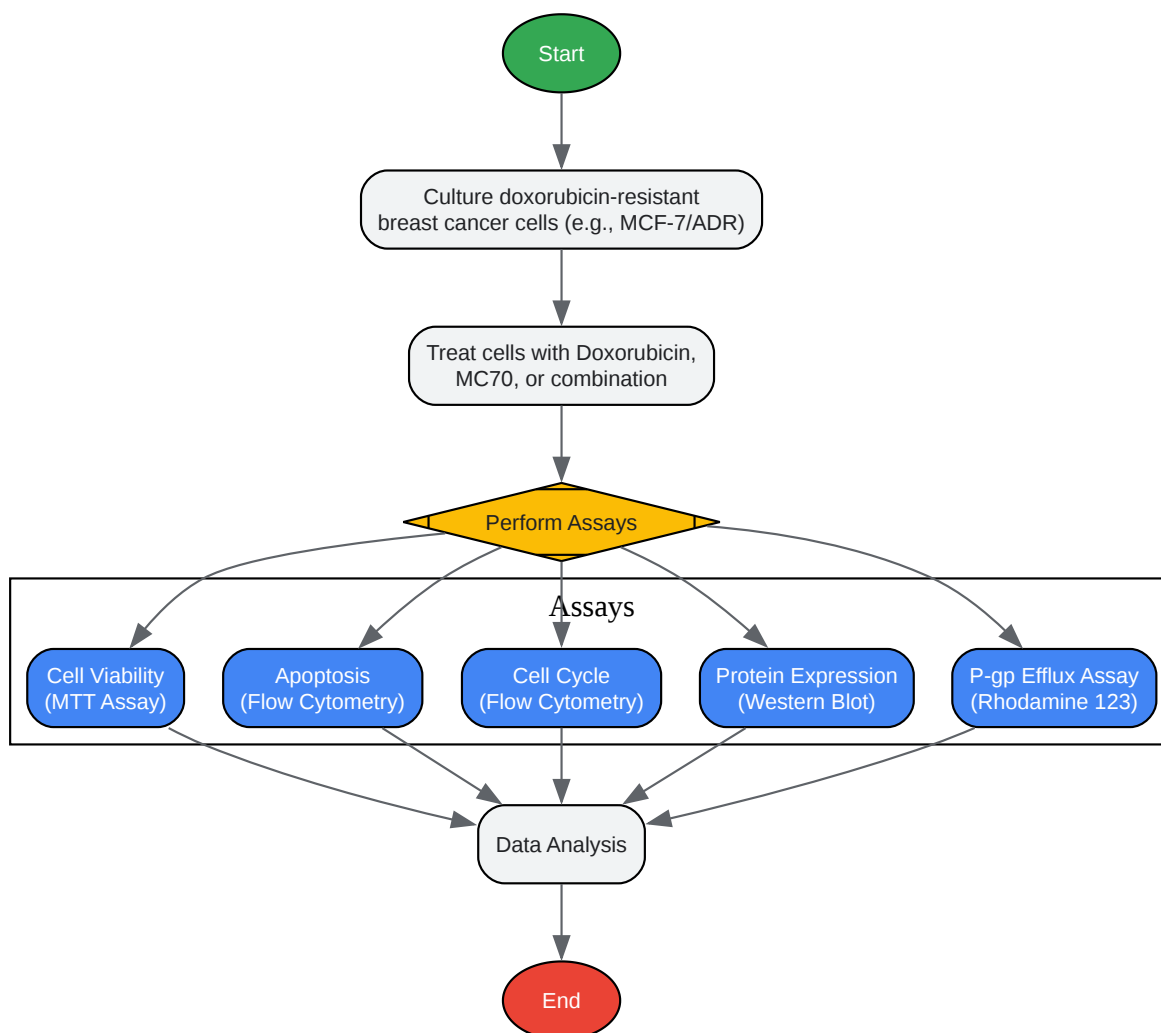 Start
Culture doxorubicin-resistant
breast cancer cells (e.g., MCF-7/ADR)
Treat cells with Doxorubicin,
MC70, or combination
Perform Assays
Assays
Cell Viability
(MTT Assay)
Apoptosis
(Flow Cytometry)
Cell Cycle
(Flow Cytometry)
Protein Expression
(Western Blot)
P-gp Efflux Assay
(Rhodamine 123)
Data Analysis
End